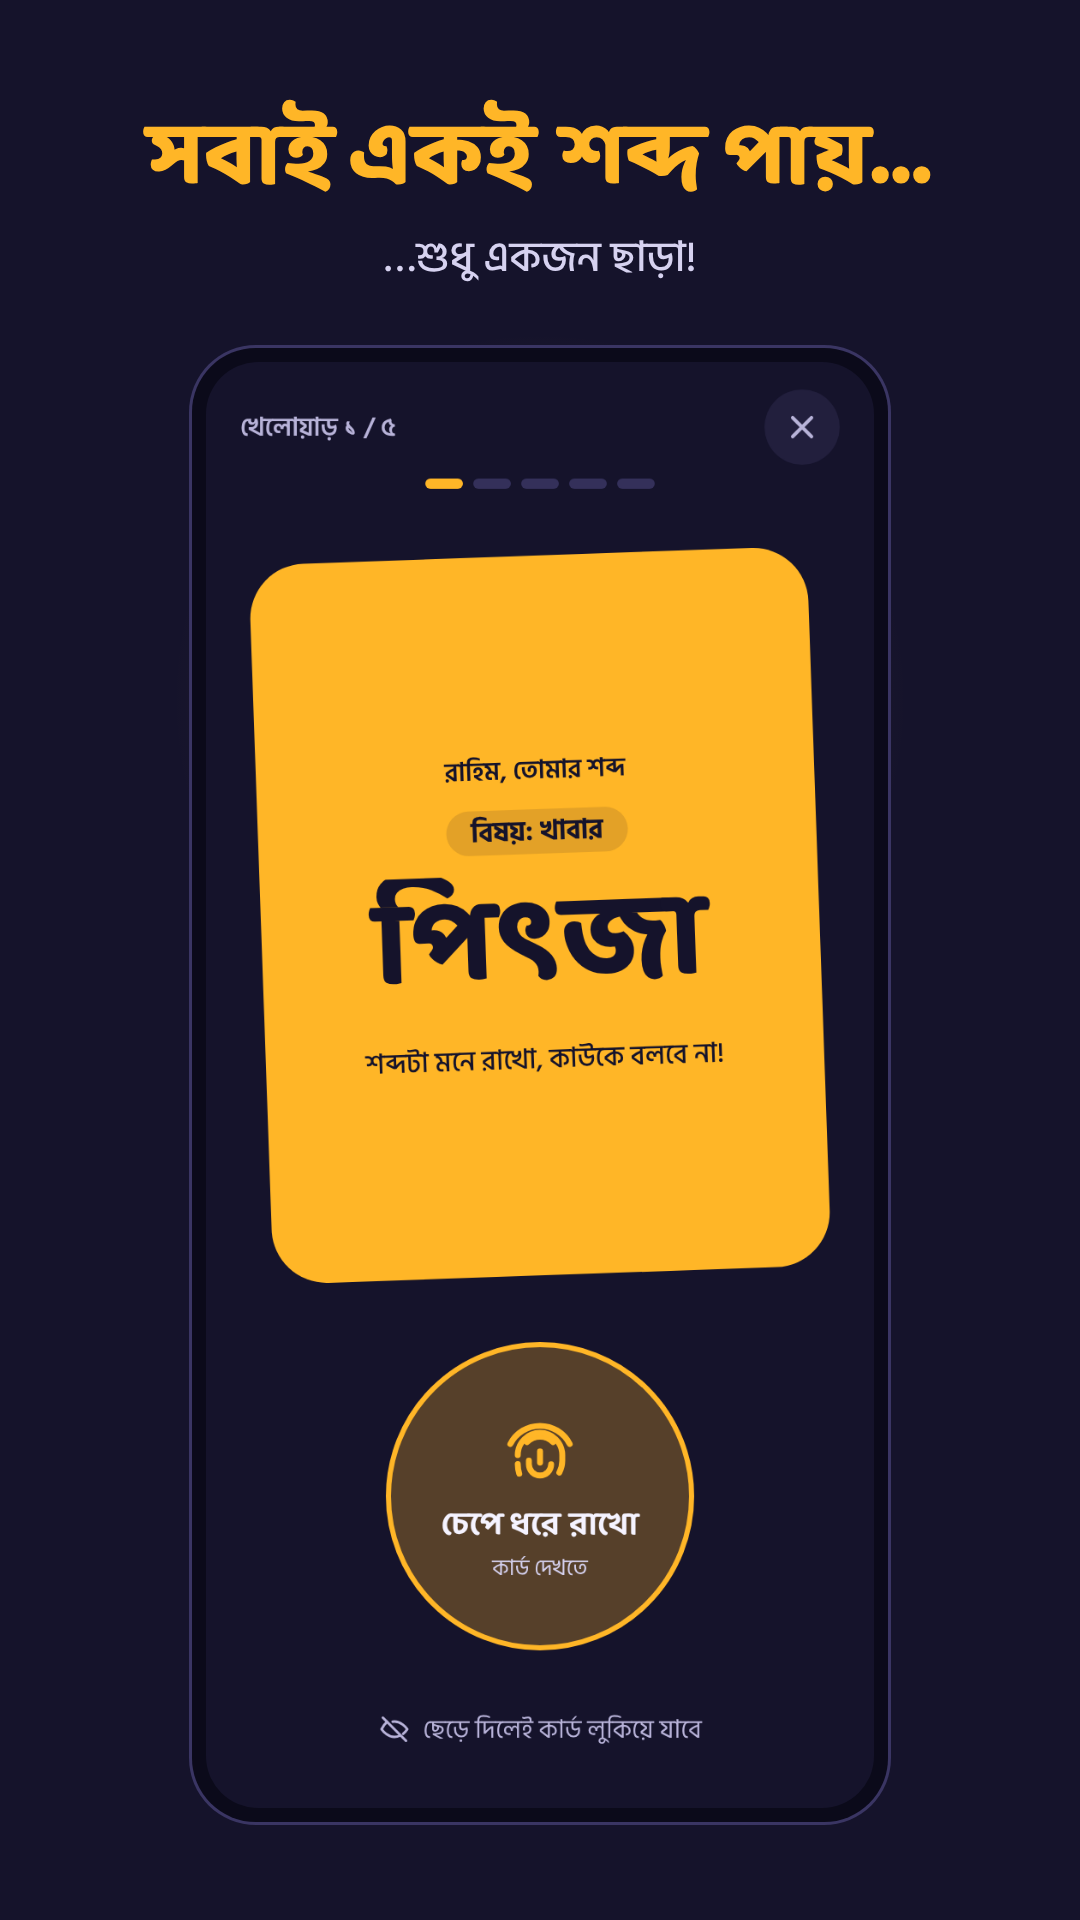 সবাই একই শব্দ পায়...
...শুধু একজন ছাড়া!
খেলোয়াড় ১ / ৫
রাহিম, তোমার শব্দ
বিষয়: খাবার
পিৎজা
শব্দটা মনে রাখো, কাউকে বলবে না!
চেপে ধরে রাখো
কার্ড দেখতে
ছেড়ে দিলেই কার্ড লুকিয়ে যাবে